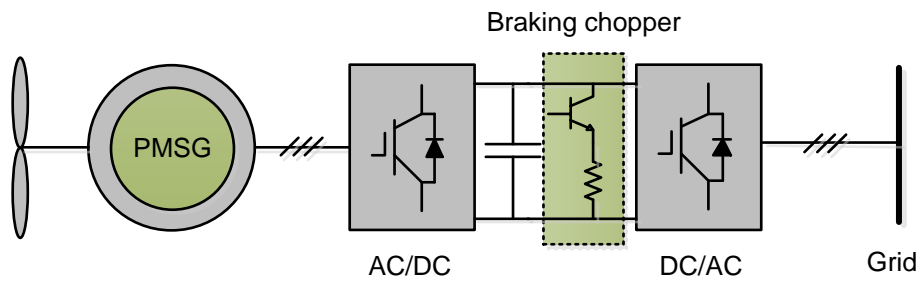 Braking chopper
PMSG
AC/DC
DC/AC
Grid